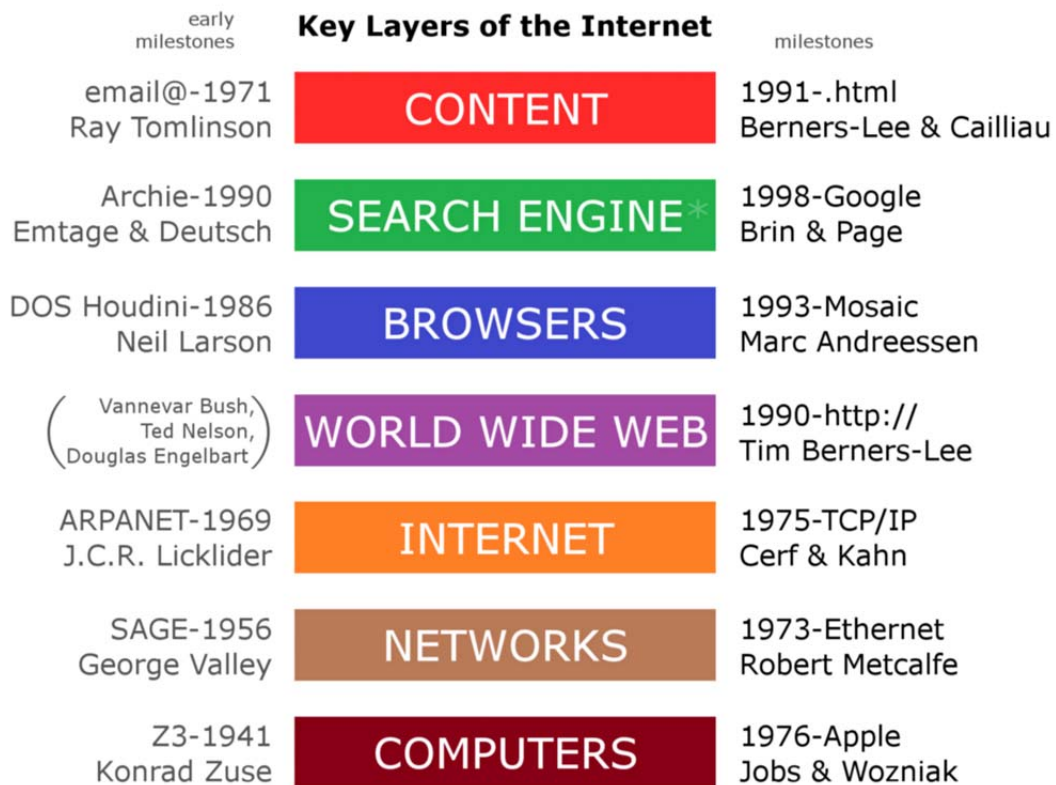 early
milestones
Key Layers of the Internet
milestones
email@-1971
Ray Tomlinson
CONTENT
1991-.html
Berners-Lee & Cailliau
Archie-1990
Emtage & Deutsch
SEARCH ENGINE*
1998-Google
Brin & Page
DOS Houdini-1986
Neil Larson
BROWSERS
1993-Mosaic
Marc Andreessen
(Vannevar Bush,
Ted Nelson,
Douglas Engelbart)
WORLD WIDE WEB
1990-http://
Tim Berners-Lee
ARPANET-1969
J.C.R. Licklider
INTERNET
1975-TCP/IP
Cerf & Kahn
SAGE-1956
George Valley
NETWORKS
1973-Ethernet
Robert Metcalfe
Z3-1941
Konrad Zuse
COMPUTERS
1976-Apple
Jobs & Wozniak